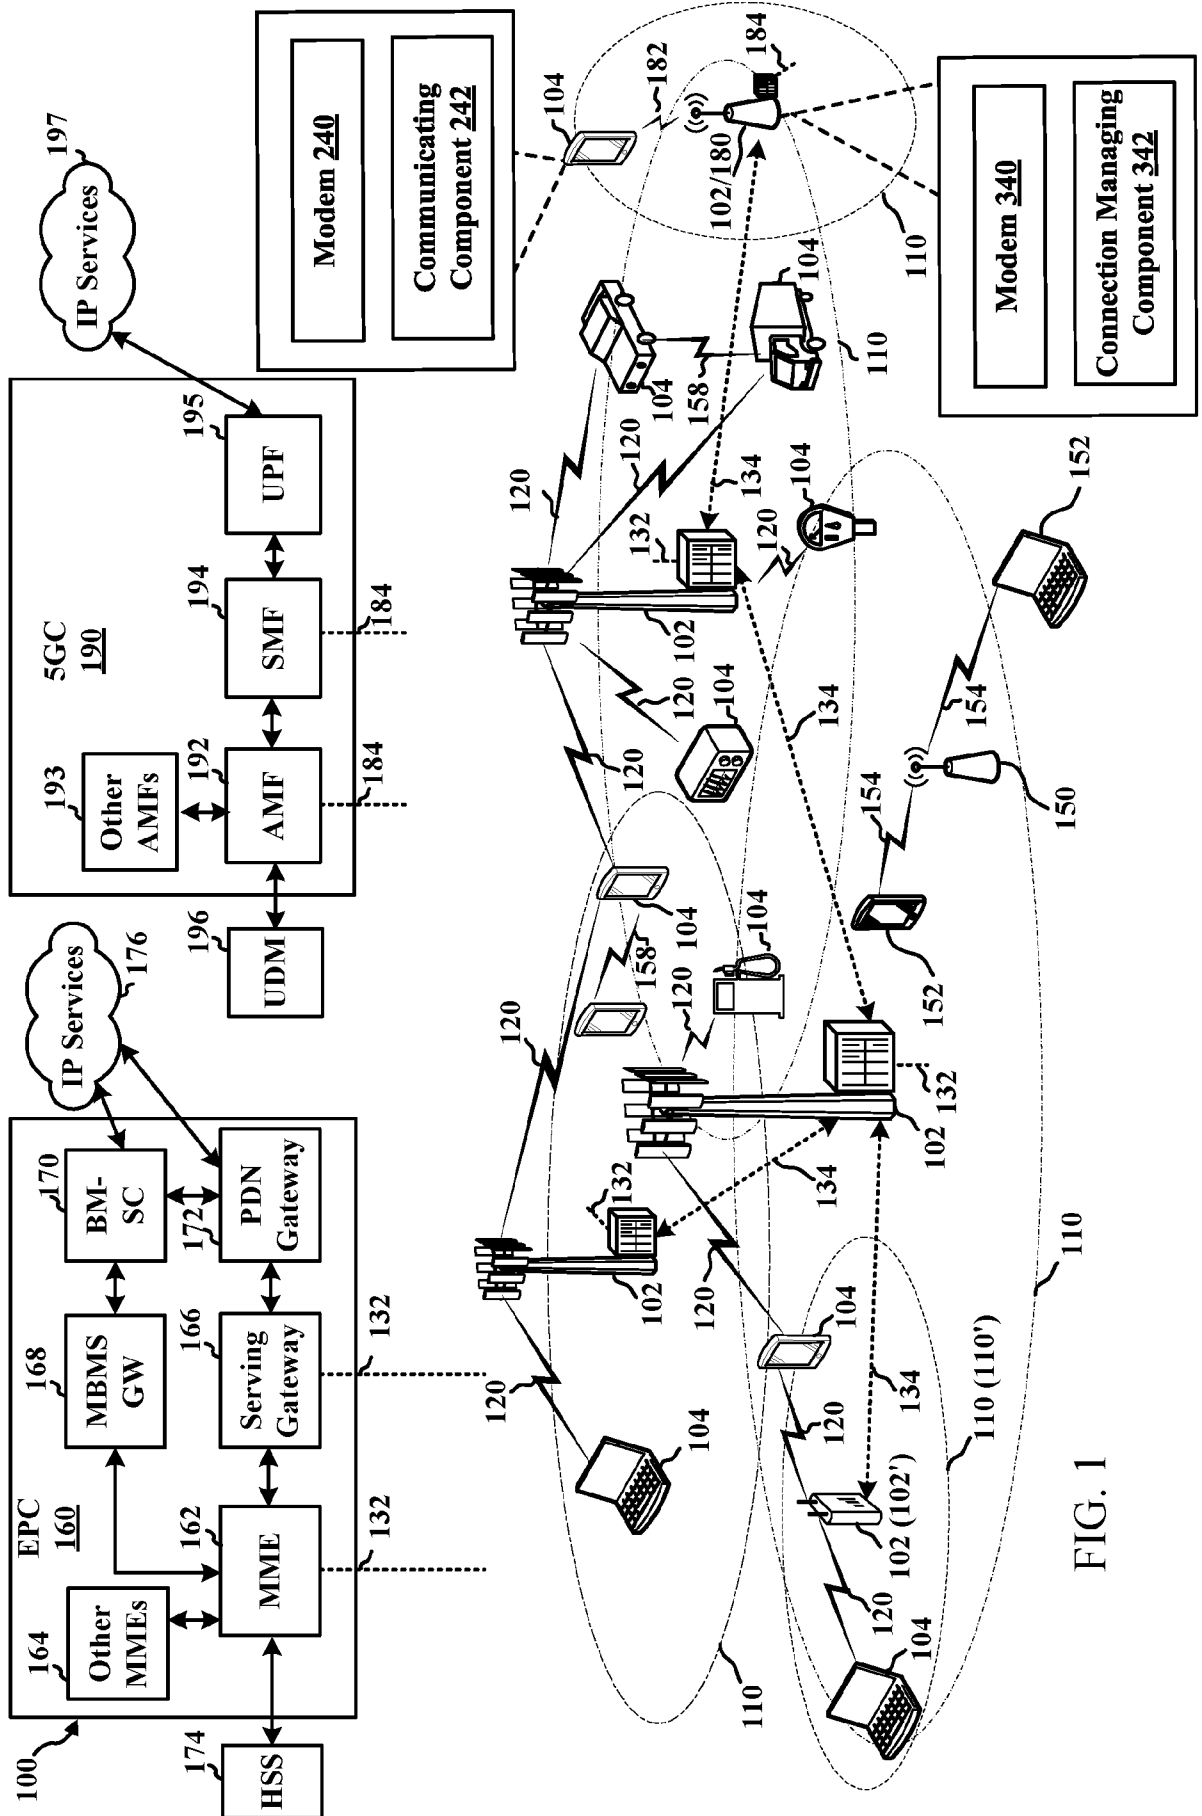 100
EPC
160
164
Other
MMEs
162
MME
168
MBMS
GW
166
Serving
Gateway
170
BM-
SC
172
PDN
Gateway
174
HSS
132
132
IP Services
176
5GC
190
193
Other
AMFs
192
AMF
194
SMF
195
UPF
196
UDM
184
184
IP Services
197
Modem 240
Communicating
Component 242
104
182
184
102/180
110
Modem 340
Connection Managing
Component 342
120
120
120
120
104
158
104
110
132
134
102
120
104
104
120
158
104
120
104
134
120
104
132
102
134
120
132
102
110
104
120
134
102 (102')
120
104
110 (110')
110
152
154
150
154
152
FIG. 1